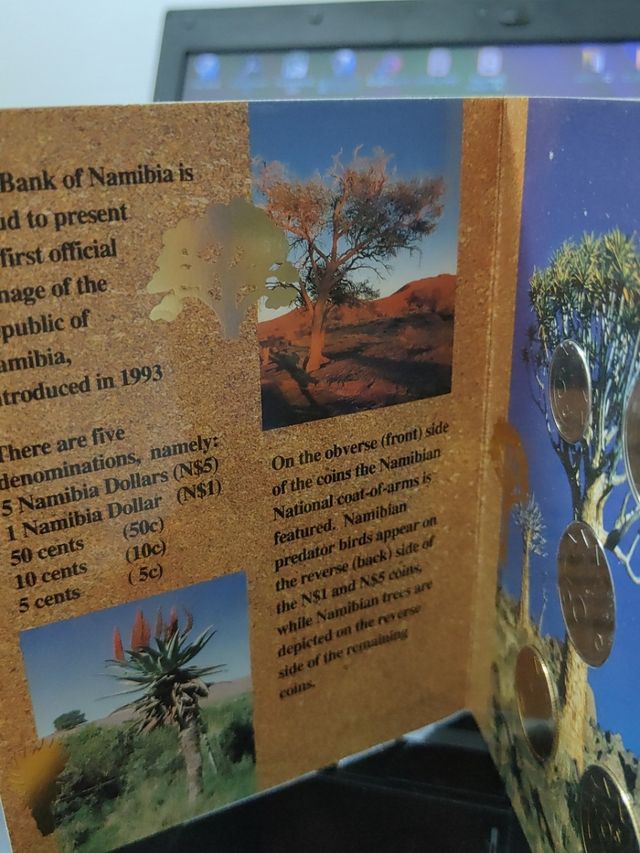 Bank of Namibia is
ud to present
first official
nage of the
public of
amibia,
troduced in 1993
There are five
denominations, namely:
5 Namibia Dollars (N$5)
1 Namibia Dollar (N$1)
50 cents (50c)
10 cents (10c)
5 cents ( 5c)
On the obverse (front) side
of the coins the Namibian
National coat-of-arms is
featured. Namibian
predator birds appear on
the reverse (back) side of
the N$1 and N$5 coins,
while Namibian trees are
depicted on the reverse
side of the remaining
coins.